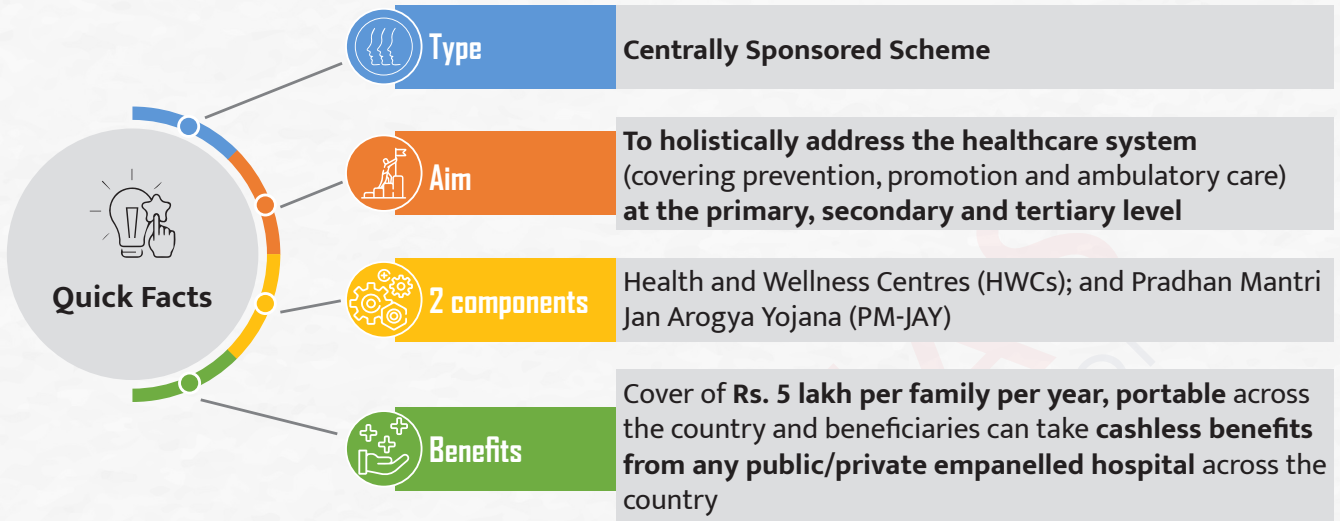 Quick Facts
Type
Centrally Sponsored Scheme
Aim
To holistically address the healthcare system
(covering prevention, promotion and ambulatory care)
at the primary, secondary and tertiary level
2 components
Health and Wellness Centres (HWCs); and Pradhan Mantri
Jan Arogya Yojana (PM-JAY)
Benefits
Cover of Rs. 5 lakh per family per year, portable across
the country and beneficiaries can take cashless benefits
from any public/private empanelled hospital across the
country